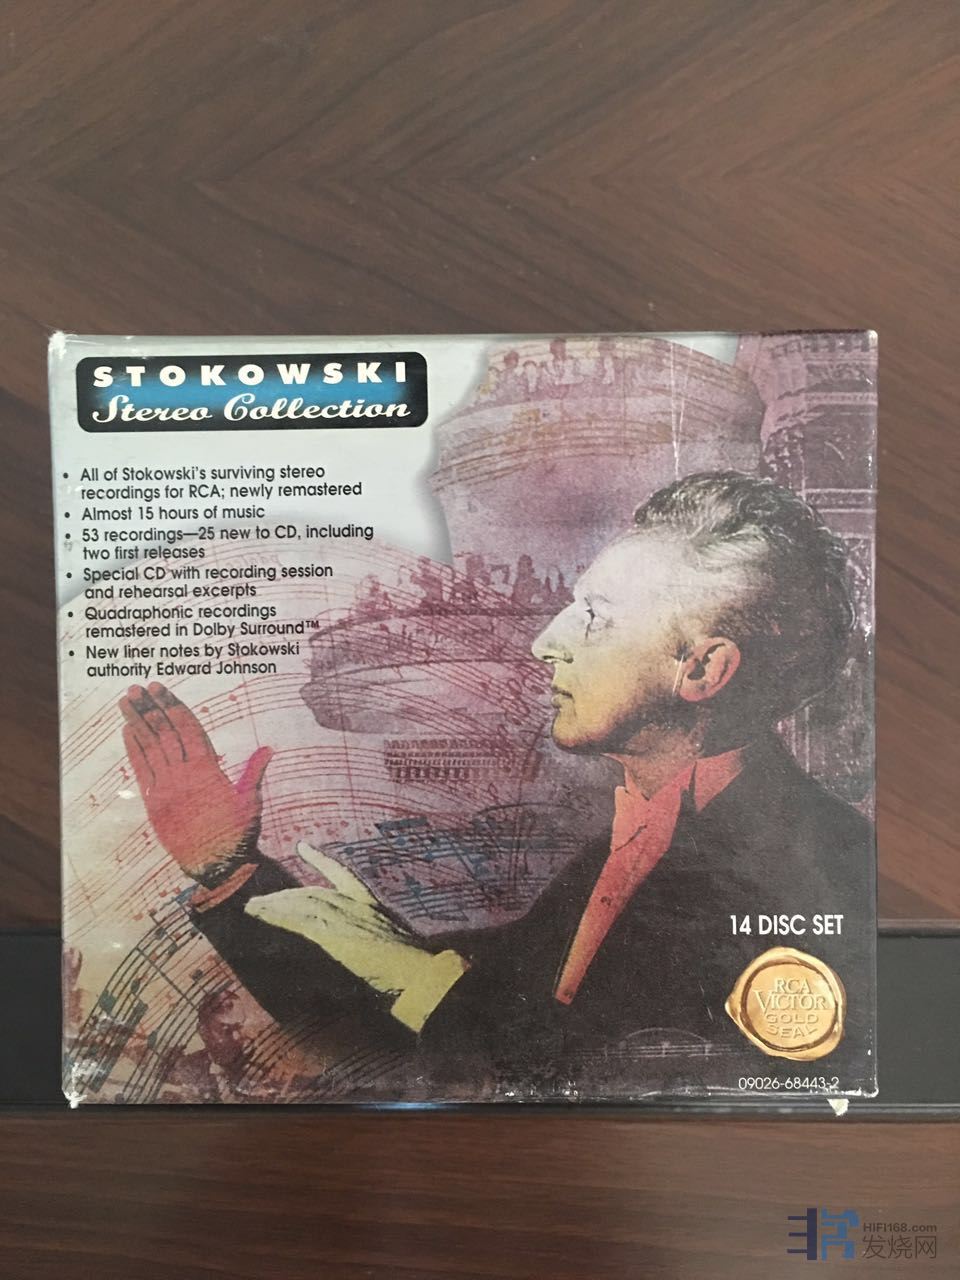 STOKOWSKI
Stereo Collection
• All of Stokowski's surviving stereo
recordings for RCA; newly remastered
• Almost 15 hours of music
• 53 recordings—25 new to CD, including
two first releases
• Special CD with recording session
and rehearsal excerpts
• Quadraphonic recordings
remastered in Dolby Surround™
• New liner notes by Stokowski
authority Edward Johnson
14 DISC SET
RCA
VICTOR
GOLD
SEAL
09026-68443-2
HIFI168.com
发烧网